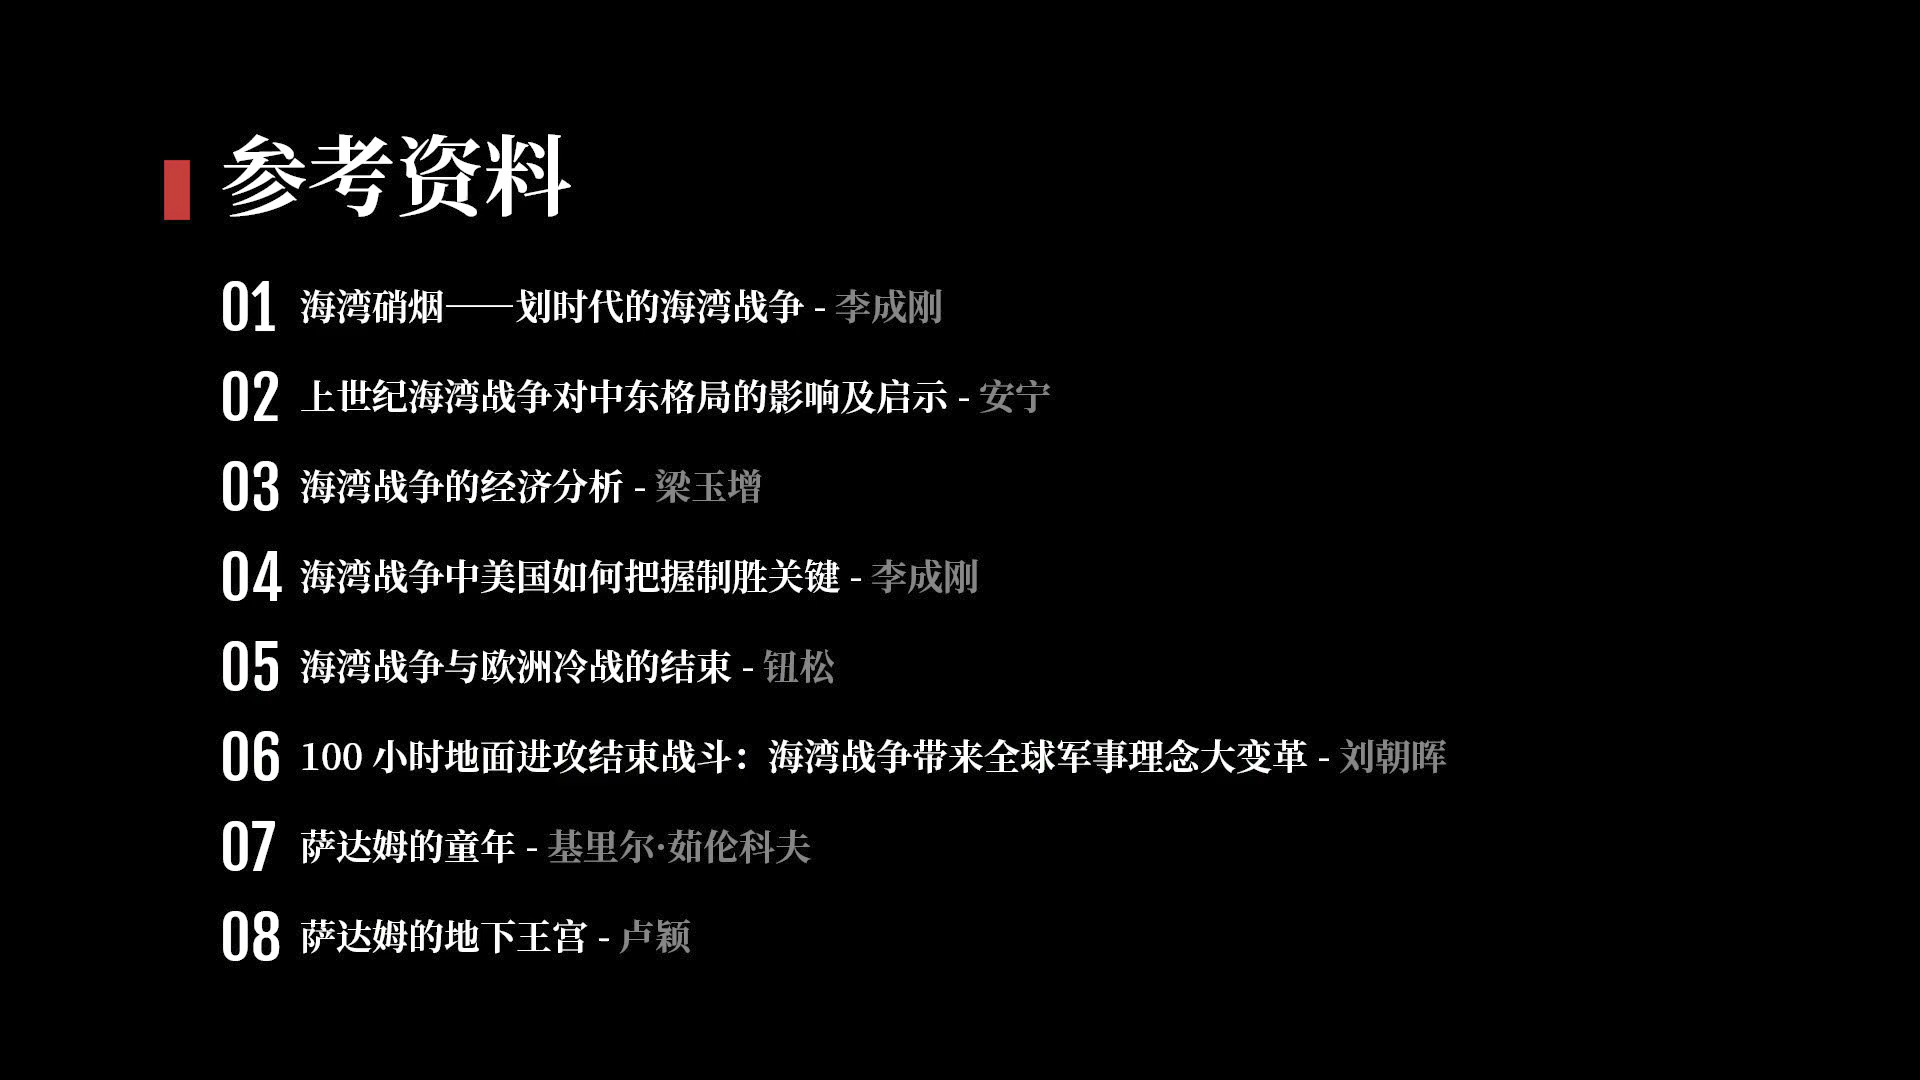 参考资料
01 海湾硝烟——划时代的海湾战争 - 李成刚
02 上世纪海湾战争对中东格局的影响及启示 - 安宁
03 海湾战争的经济分析 - 梁玉增
04 海湾战争中美国如何把握制胜关键 - 李成刚
05 海湾战争与欧洲冷战的结束 - 钮松
06 100 小时地面进攻结束战斗：海湾战争带来全球军事理念大变革 - 刘朝晖
07 萨达姆的童年 - 基里尔·茹伦科夫
08 萨达姆的地下王宫 - 卢颖